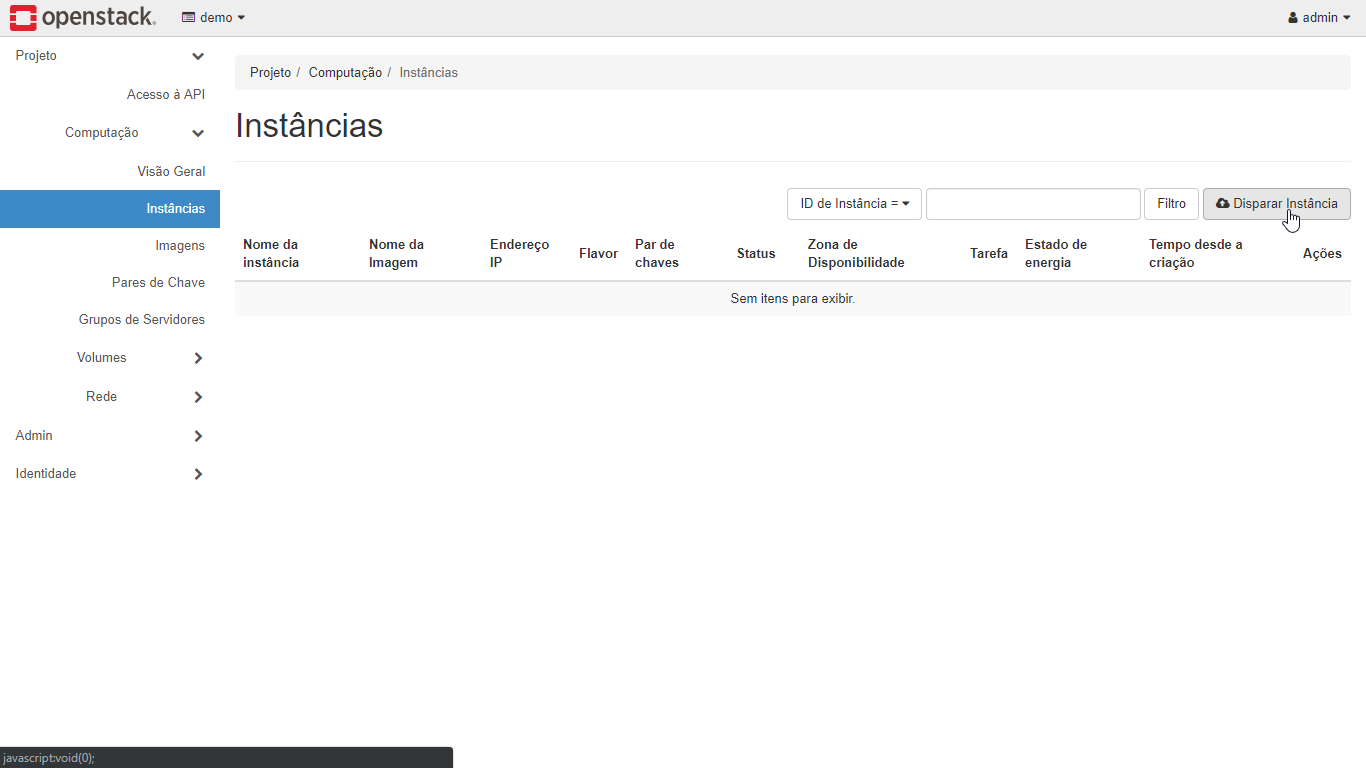 openstack.
demo
admin
Projeto
Acesso à API
Computação
Visão Geral
Instâncias
Imagens
Pares de Chave
Grupos de Servidores
Volumes
Rede
Admin
Identidade
Projeto / Computação / Instâncias
Instâncias
ID de Instância =
Filtro
Disparar Instância
Nome da instância
Nome da Imagem
Endereço IP
Flavor
Par de chaves
Status
Zona de Disponibilidade
Tarefa
Estado de energia
Tempo desde a criação
Ações
Sem itens para exibir.
javascript:void(0);